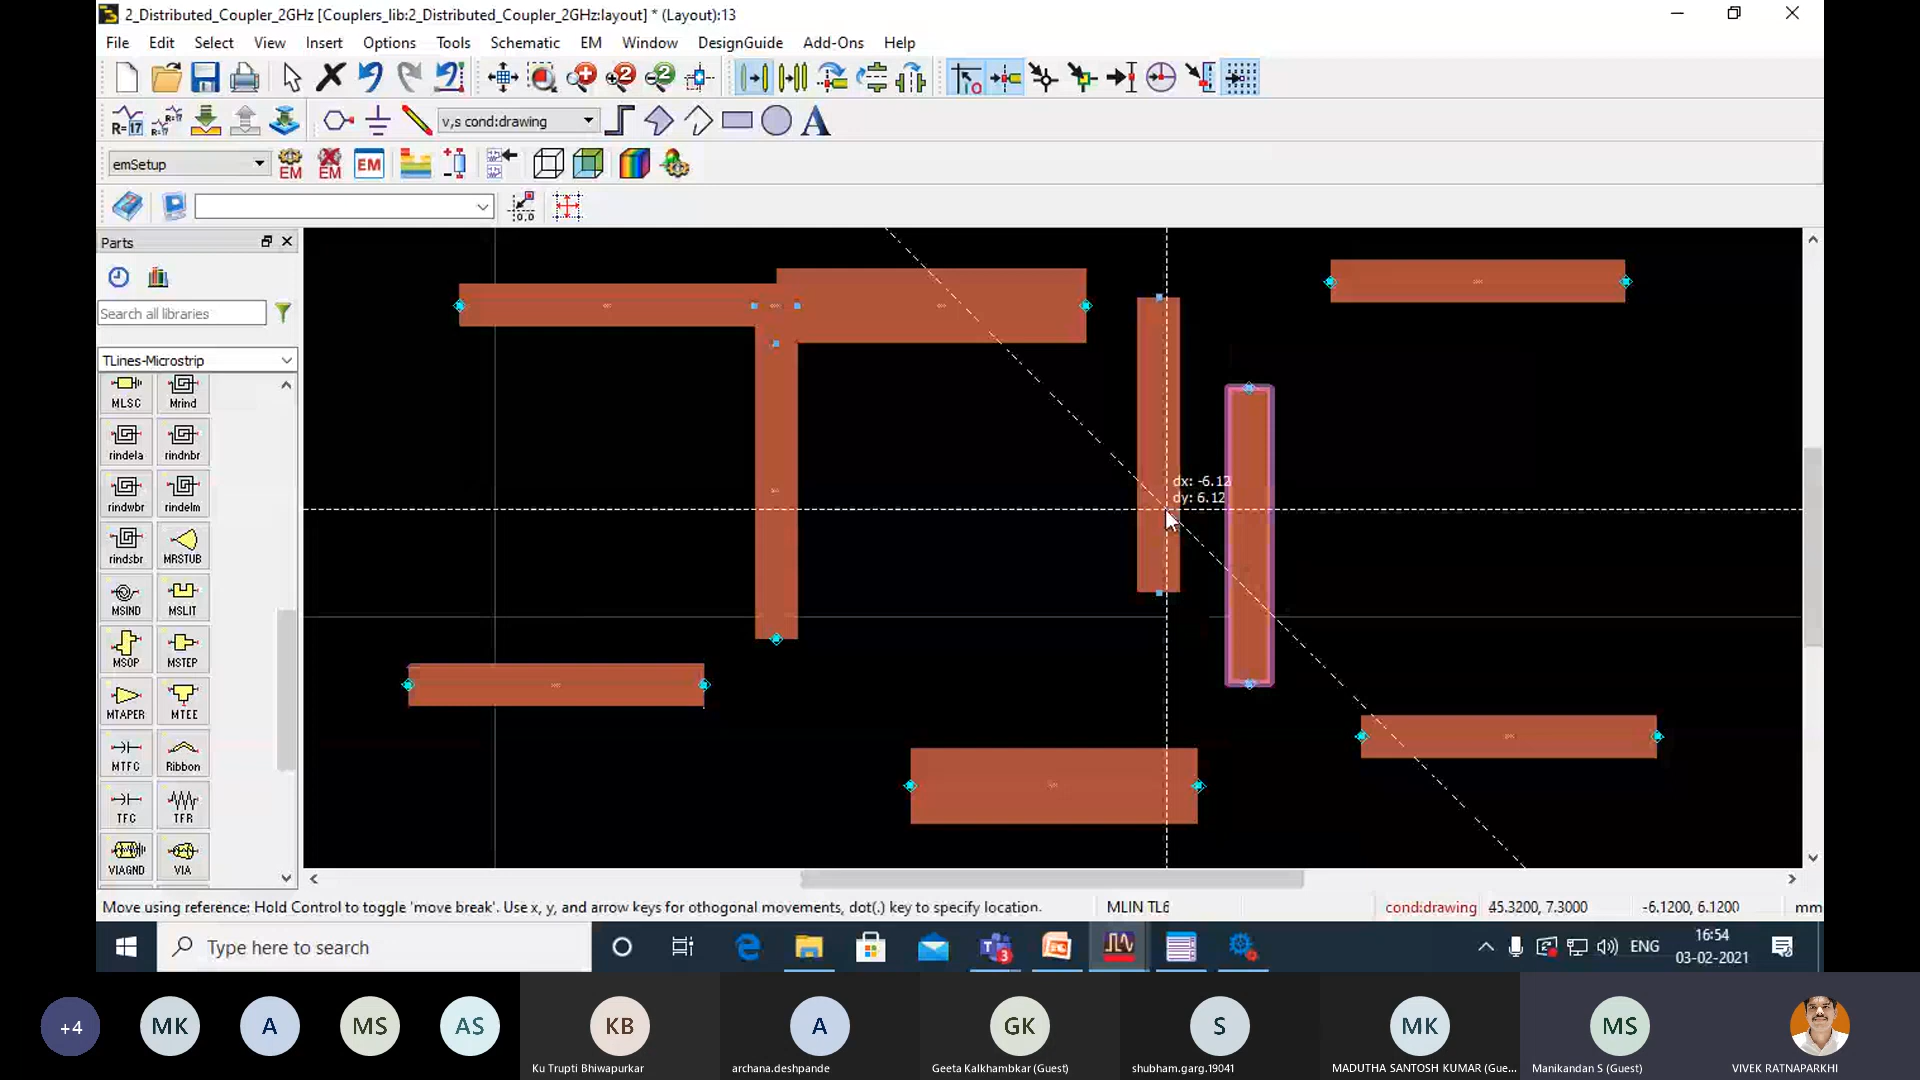 2_Distributed_Coupler_2GHz [Couplers_lib:2_Distributed_Coupler_2GHz:layout] * (Layout):13
File Edit Select View Insert Options Tools Schematic EM Window DesignGuide Add-Ons Help
v,s cond:drawing
emSetup
EM EM EM
0,0
Parts
Search all libraries
TLines-Microstrip
MLSC Mrind
rindela rindnbr
rindwbr rindelm
rindsbr MRSTUB
MSIND MSLIT
MSOP MSTEP
MTAPER MTEE
MTFC Ribbon
TFC TFR
VIAGND VIA
dx: -6.12
dy: 6.12
Move using reference: Hold Control to toggle 'move break'. Use x, y, and arrow keys for othogonal movements, dot(.) key to specify location.
MLIN TL6
cond:drawing 45.3200, 7.3000 -6.1200, 6.1200 mm
Type here to search
3
ENG
16:54
03-02-2021
+4 MK A MS AS KB A GK S MK MS
Ku Trupti Bhiwapurkar archana.deshpande Geeta Kalkhambkar (Guest) shubham.garg.19041 MADUTHA SANTOSH KUMAR (Gue... Manikandan S (Guest) VIVEK RATNAPARKHI